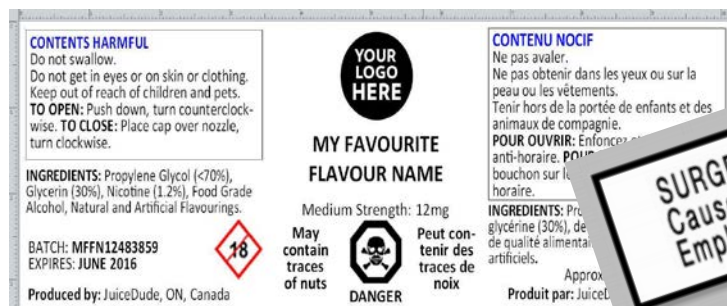 CONTENTS HARMFUL
Do not swallow.
Do not get in eyes or on skin or clothing.
Keep out of reach of children and pets.
TO OPEN: Push down, turn counterclock-
wise. TO CLOSE: Place cap over nozzle,
turn clockwise.
INGREDIENTS: Propylene Glycol (<70%),
Glycerin (30%), Nicotine (1.2%), Food Grade
Alcohol, Natural and Artificial Flavourings.
BATCH: MFFN12483859
EXPIRES: JUNE 2016
18
Produced by: JuiceDude, ON, Canada
YOUR
LOGO
HERE
MY FAVOURITE
FLAVOUR NAME
Medium Strength: 12mg
May
contain
traces
of nuts
DANGER
Peut con-
tenir des
traces de
noix
CONTENU NOCIF
Ne pas avaler.
Ne pas obtenir dans les yeux ou sur la
peau ou les vêtements.
Tenir hors de la portée de enfants et des
animaux de compagnie.
POUR OUVRIR: Enfoncez
anti-horaire.
bouchon sur
horaire.
INGREDIENTS:
glycérine (30%),
de qualité
artificiels.
Produit par: